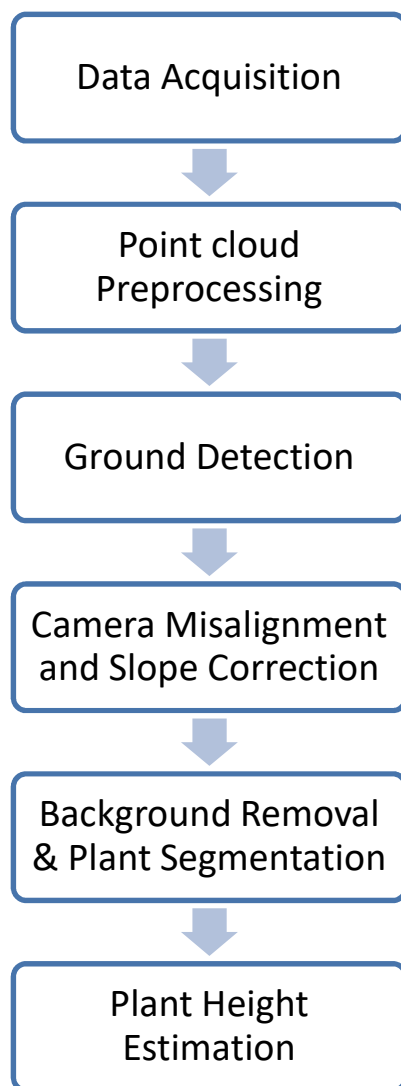 Data Acquisition
Point cloud
Preprocessing
Ground Detection
Camera Misalignment
and Slope Correction
Background Removal
& Plant Segmentation
Plant Height
Estimation